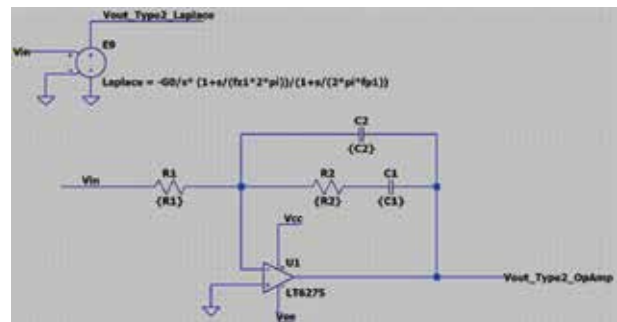 Vout_Type2_Laplace
Vin
E9
Laplace = -G0/s* (1+s/(fz1*2*pi))/(1+s/(2*pi*fp1))
C2
{C2}
Vin
R1
{R1}
R2
{R2}
C1
{C1}
Vcc
U1
LT6275
Vee
Vout_Type2_OpAmp